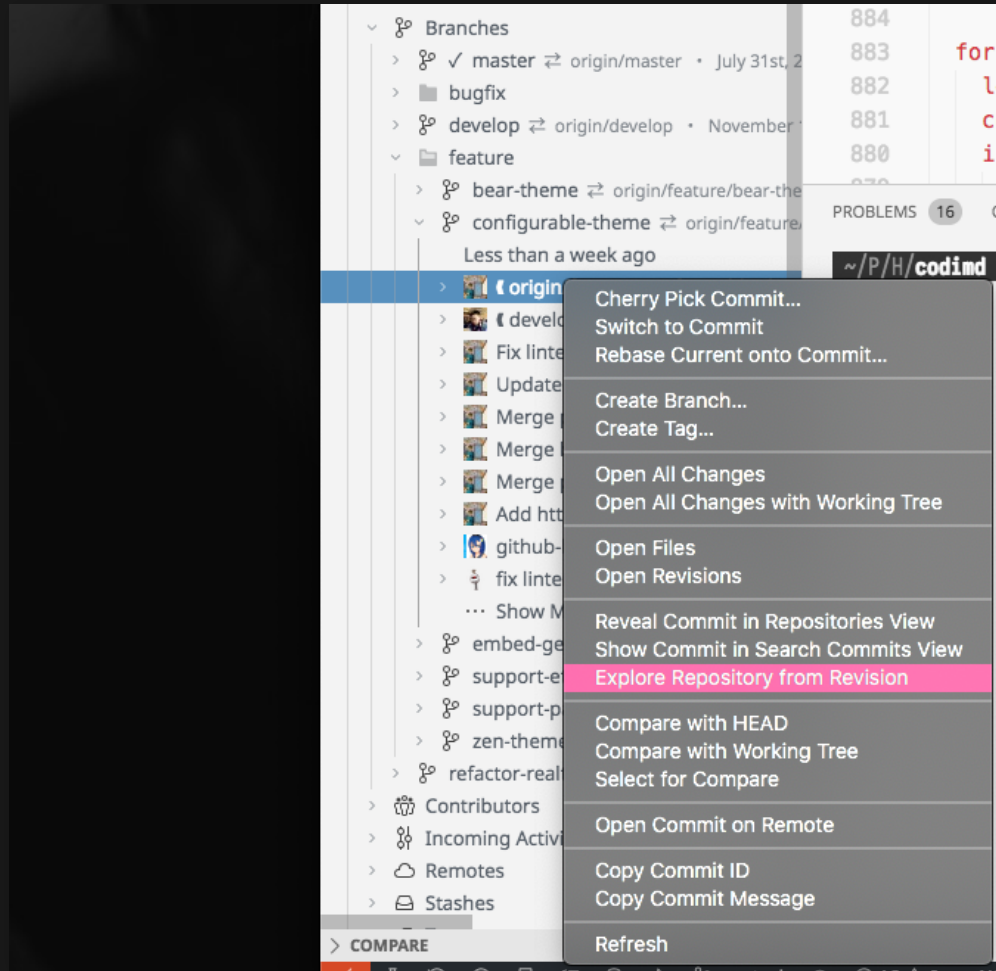 Branches
master origin/master • July 31st, 2
bugfix
develop origin/develop • November
feature
bear-theme origin/feature/bear-the
configurable-theme origin/feature/
Less than a week ago
origin
develo
Fix linte
Update
Merge
Merge
Merge
Add htt
github-
fix linte
Show M
embed-ge
support-et
support-pa
zen-theme
refactor-realt
Contributors
Incoming Activi
Remotes
Stashes
COMPARE
884
883 for
882 l
881 c
880 i
879
PROBLEMS 16
~/P/H/codimd
Cherry Pick Commit...
Switch to Commit
Rebase Current onto Commit...
Create Branch...
Create Tag...
Open All Changes
Open All Changes with Working Tree
Open Files
Open Revisions
Reveal Commit in Repositories View
Show Commit in Search Commits View
Explore Repository from Revision
Compare with HEAD
Compare with Working Tree
Select for Compare
Open Commit on Remote
Copy Commit ID
Copy Commit Message
Refresh